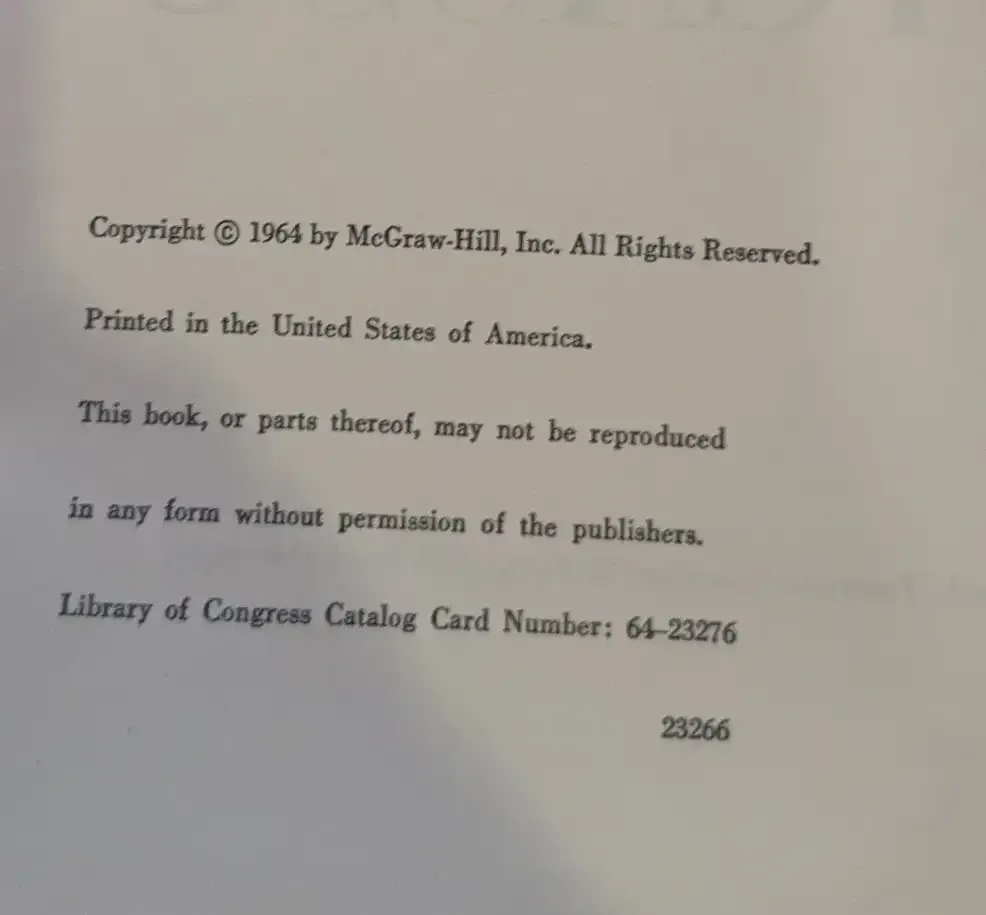 Copyright © 1964 by McGraw-Hill, Inc. All Rights Reserved.
Printed in the United States of America.
This book, or parts thereof, may not be reproduced
in any form without permission of the publishers.
Library of Congress Catalog Card Number: 64–23276
23266